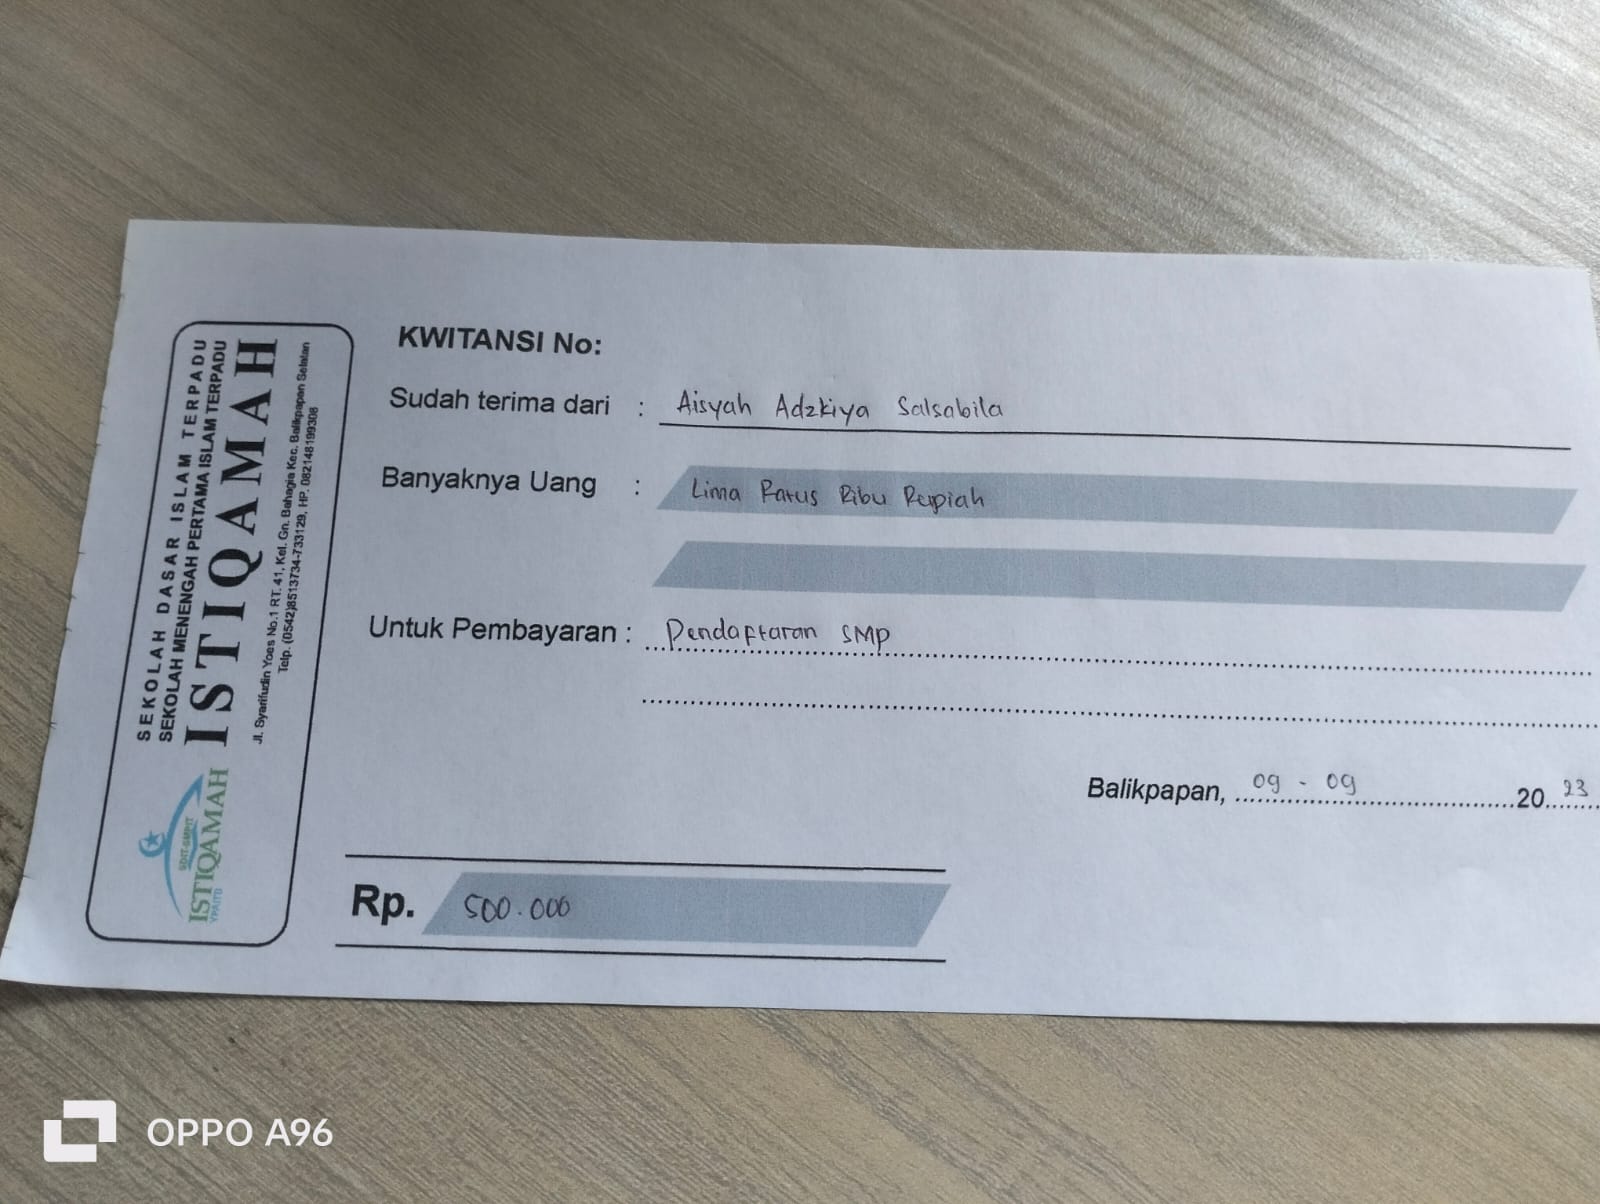 SEKOLAH DASAR ISLAM TERPADU
SEKOLAH MENENGAH PERTAMA ISLAM TERPADU
ISTIQAMAH
Jl. Syarifudin Yoes No.1 RT. 41, Kel. Gn. Bahagia Kec. Balikpapan Selatan
Telp. (0542)8513734-733129, HP. 082148199308
SDIT-SMPIT
ISTIQAMAH
YPAITB
KWITANSI No:
Sudah terima dari : Aisyah Adzkiya Salsabila
Banyaknya Uang : Lima Ratus Ribu Rupiah
Untuk Pembayaran : Pendaftaran SMP
Balikpapan, 09 - 09 20 23
Rp. 500.000
OPPO A96